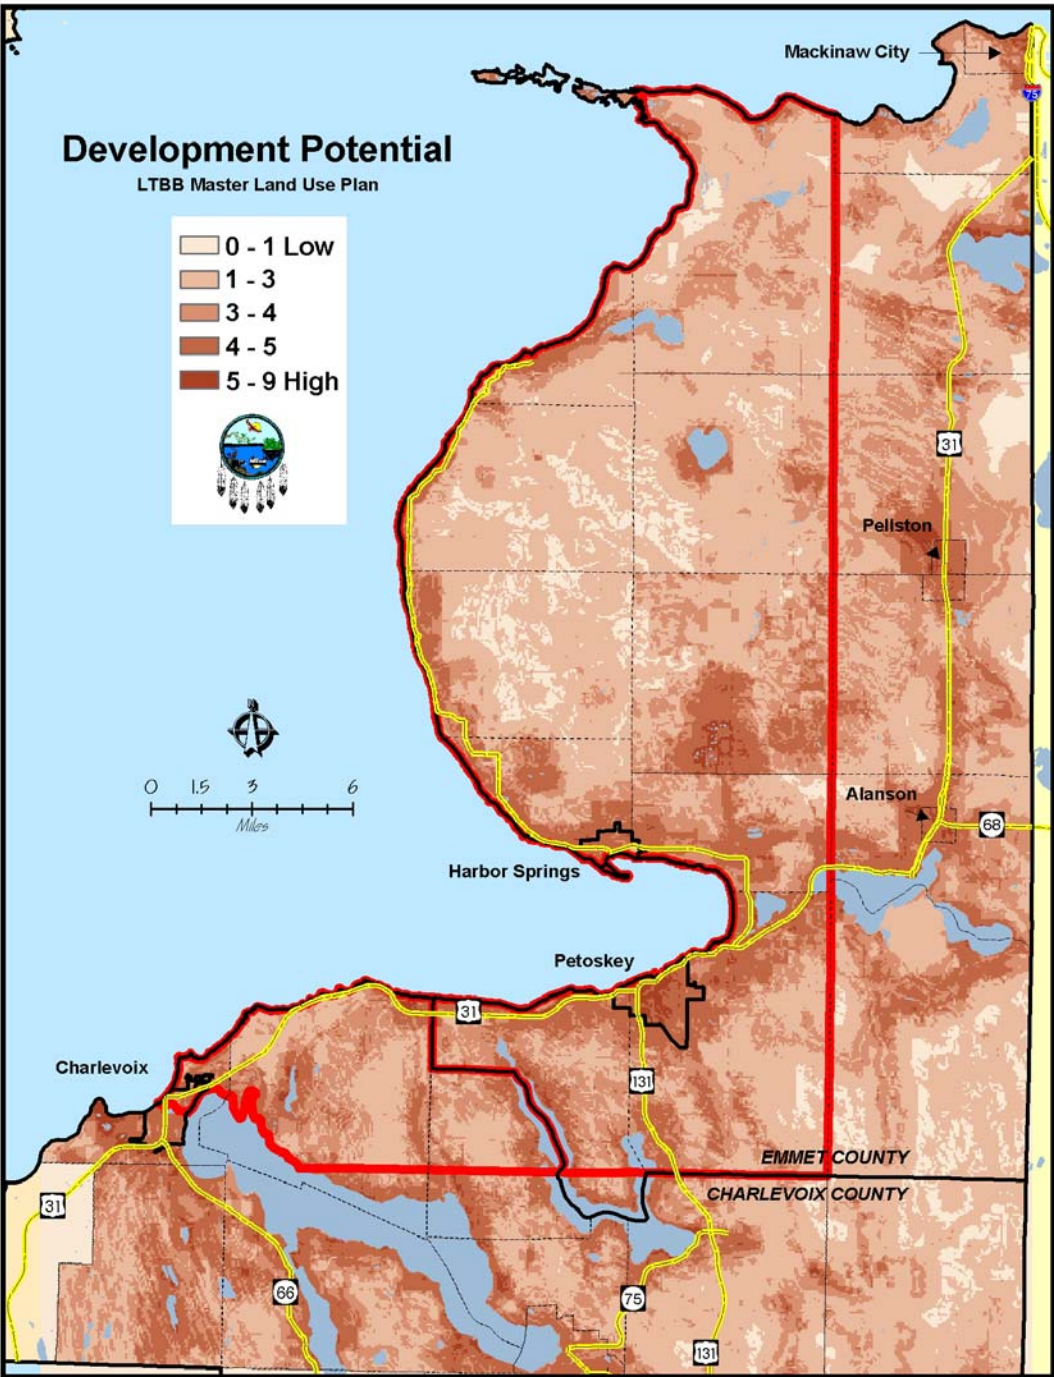 Mackinaw City
75
Development Potential
LTBB Master Land Use Plan
0 - 1 Low
1 - 3
3 - 4
4 - 5
5 - 9 High
31
Pellston
N
0 1.5 3 6
Miles
Alanson
68
Harbor Springs
Petoskey
31
Charlevoix
131
EMMET COUNTY
CHARLEVOIX COUNTY
31
66
75
131